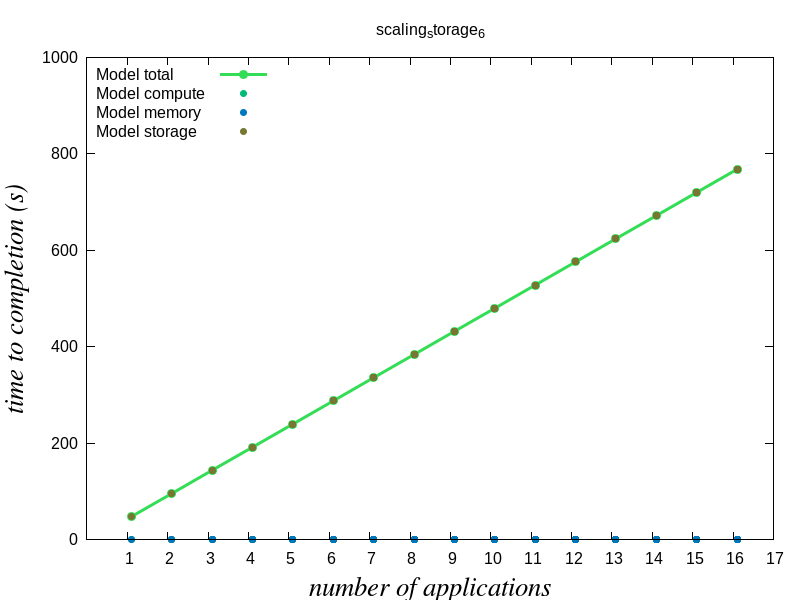 scaling_storage_6
1000
800
600
400
200
0
Model total
Model compute
Model memory
Model storage
time to completion (s)
1 2 3 4 5 6 7 8 9 10 11 12 13 14 15 16 17
number of applications